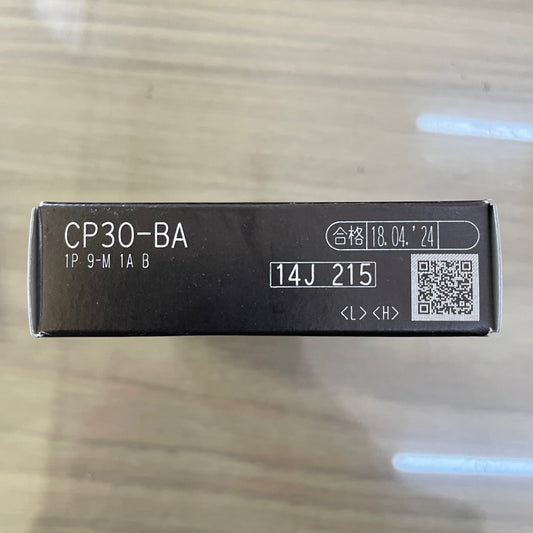 CP30-BA
1P 9-M 1A B
合格 18.04.'24
14J 215
<L> <H>